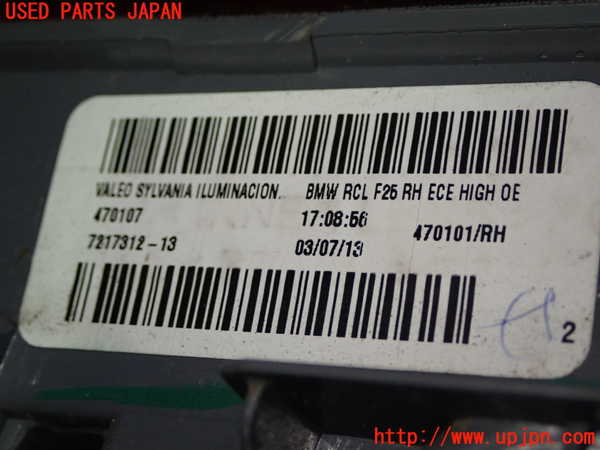 USED PARTS JAPAN
VALEO SYLVANIA ILUMINACION. BMW RCL F25 RH ECE HIGH OE
470107 17:08:56 470101/RH
7217312-13 03/07/13
2
http://www.upjpn.com/